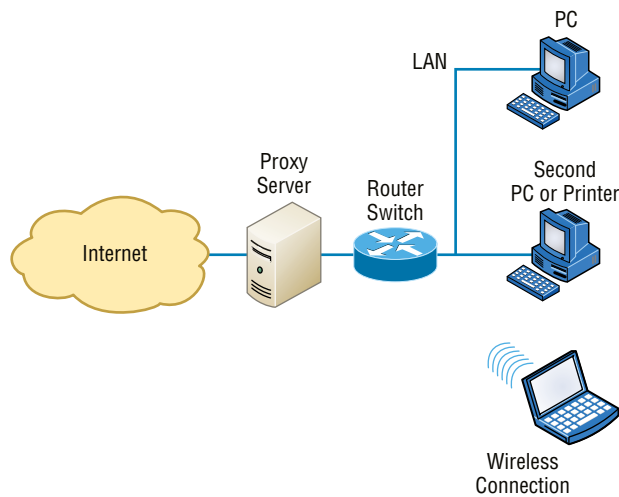 PC
LAN
Proxy
Server
Router
Switch
Second
PC or Printer
Internet
Wireless
Connection